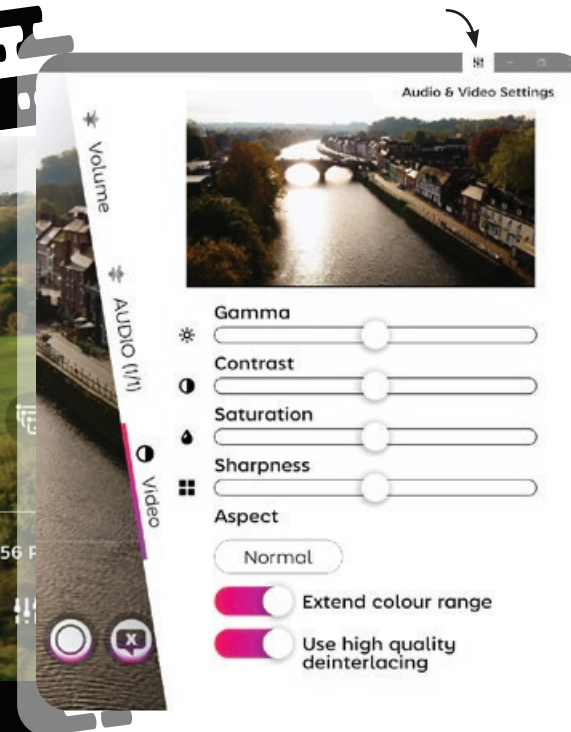 Audio & Video Settings
Volume
AUDIO (1/1)
Video
Gamma
Contrast
Saturation
Sharpness
Aspect
Normal
Extend colour range
Use high quality
deinterlacing
X